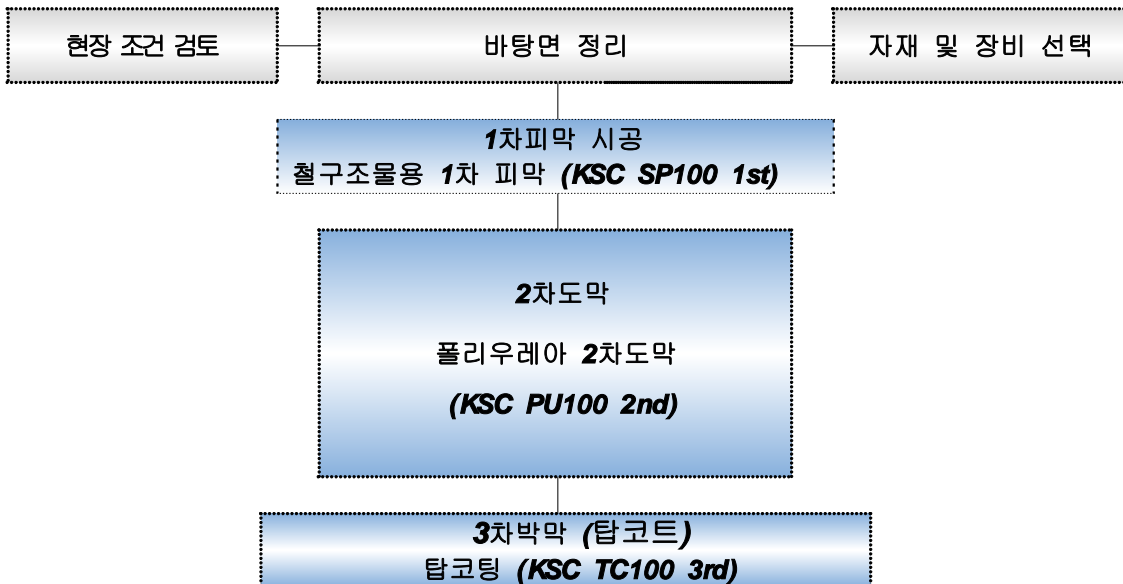 현장 조건 검토
바탕면 정리
자재 및 장비 선택
1차피막 시공
철구조물용 1차 피막 (KSC SP100 1st)
2차도막
폴리우레아 2차도막
(KSC PU100 2nd)
3차박막 (탑코트)
탑코팅 (KSC TC100 3rd)